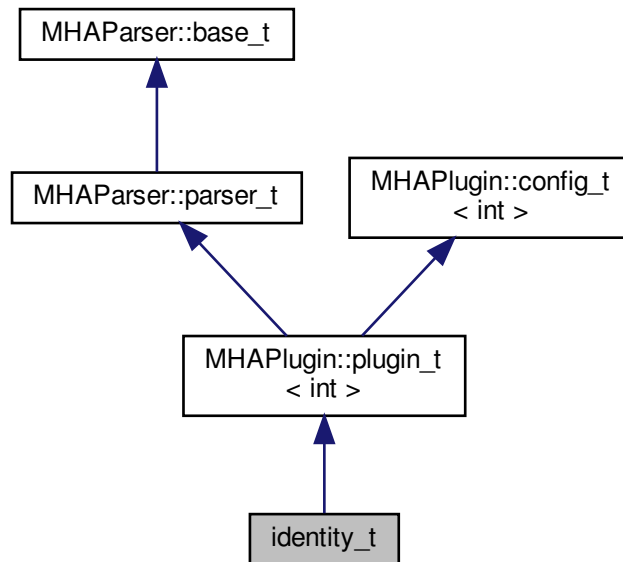 MHAParser::base_t
MHAParser::parser_t
MHAPlugin::config_t
< int >
MHAPlugin::plugin_t
< int >
identity_t